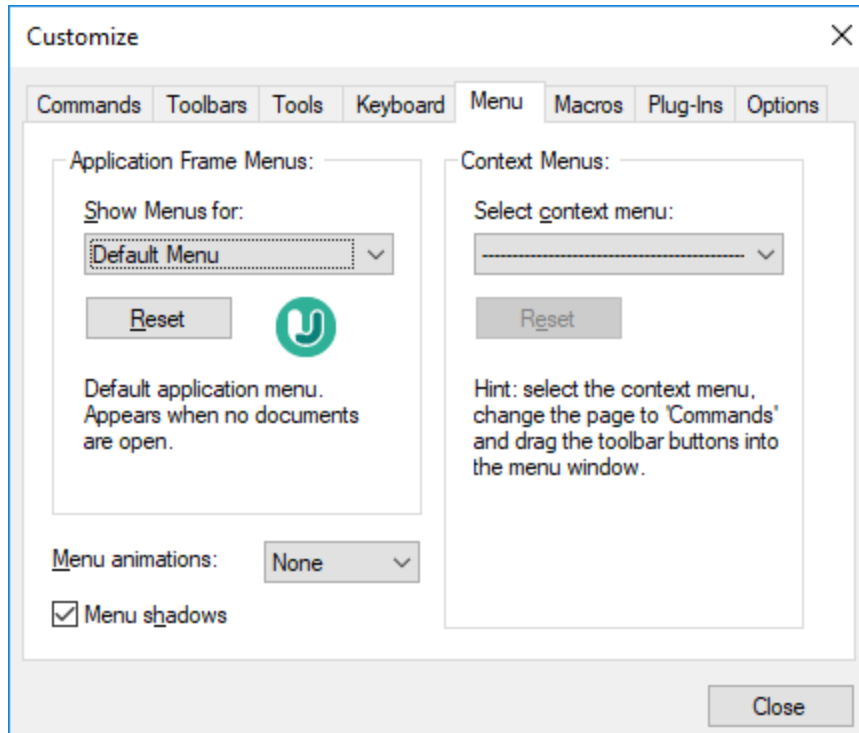 Customize
Commands Toolbars Tools Keyboard Menu Macros Plug-Ins Options
Application Frame Menus:
Show Menus for:
Default Menu
Reset
Default application menu.
Appears when no documents
are open.
Menu animations: None
Menu shadows
Context Menus:
Select context menu:
Reset
Hint: select the context menu,
change the page to 'Commands'
and drag the toolbar buttons into
the menu window.
Close